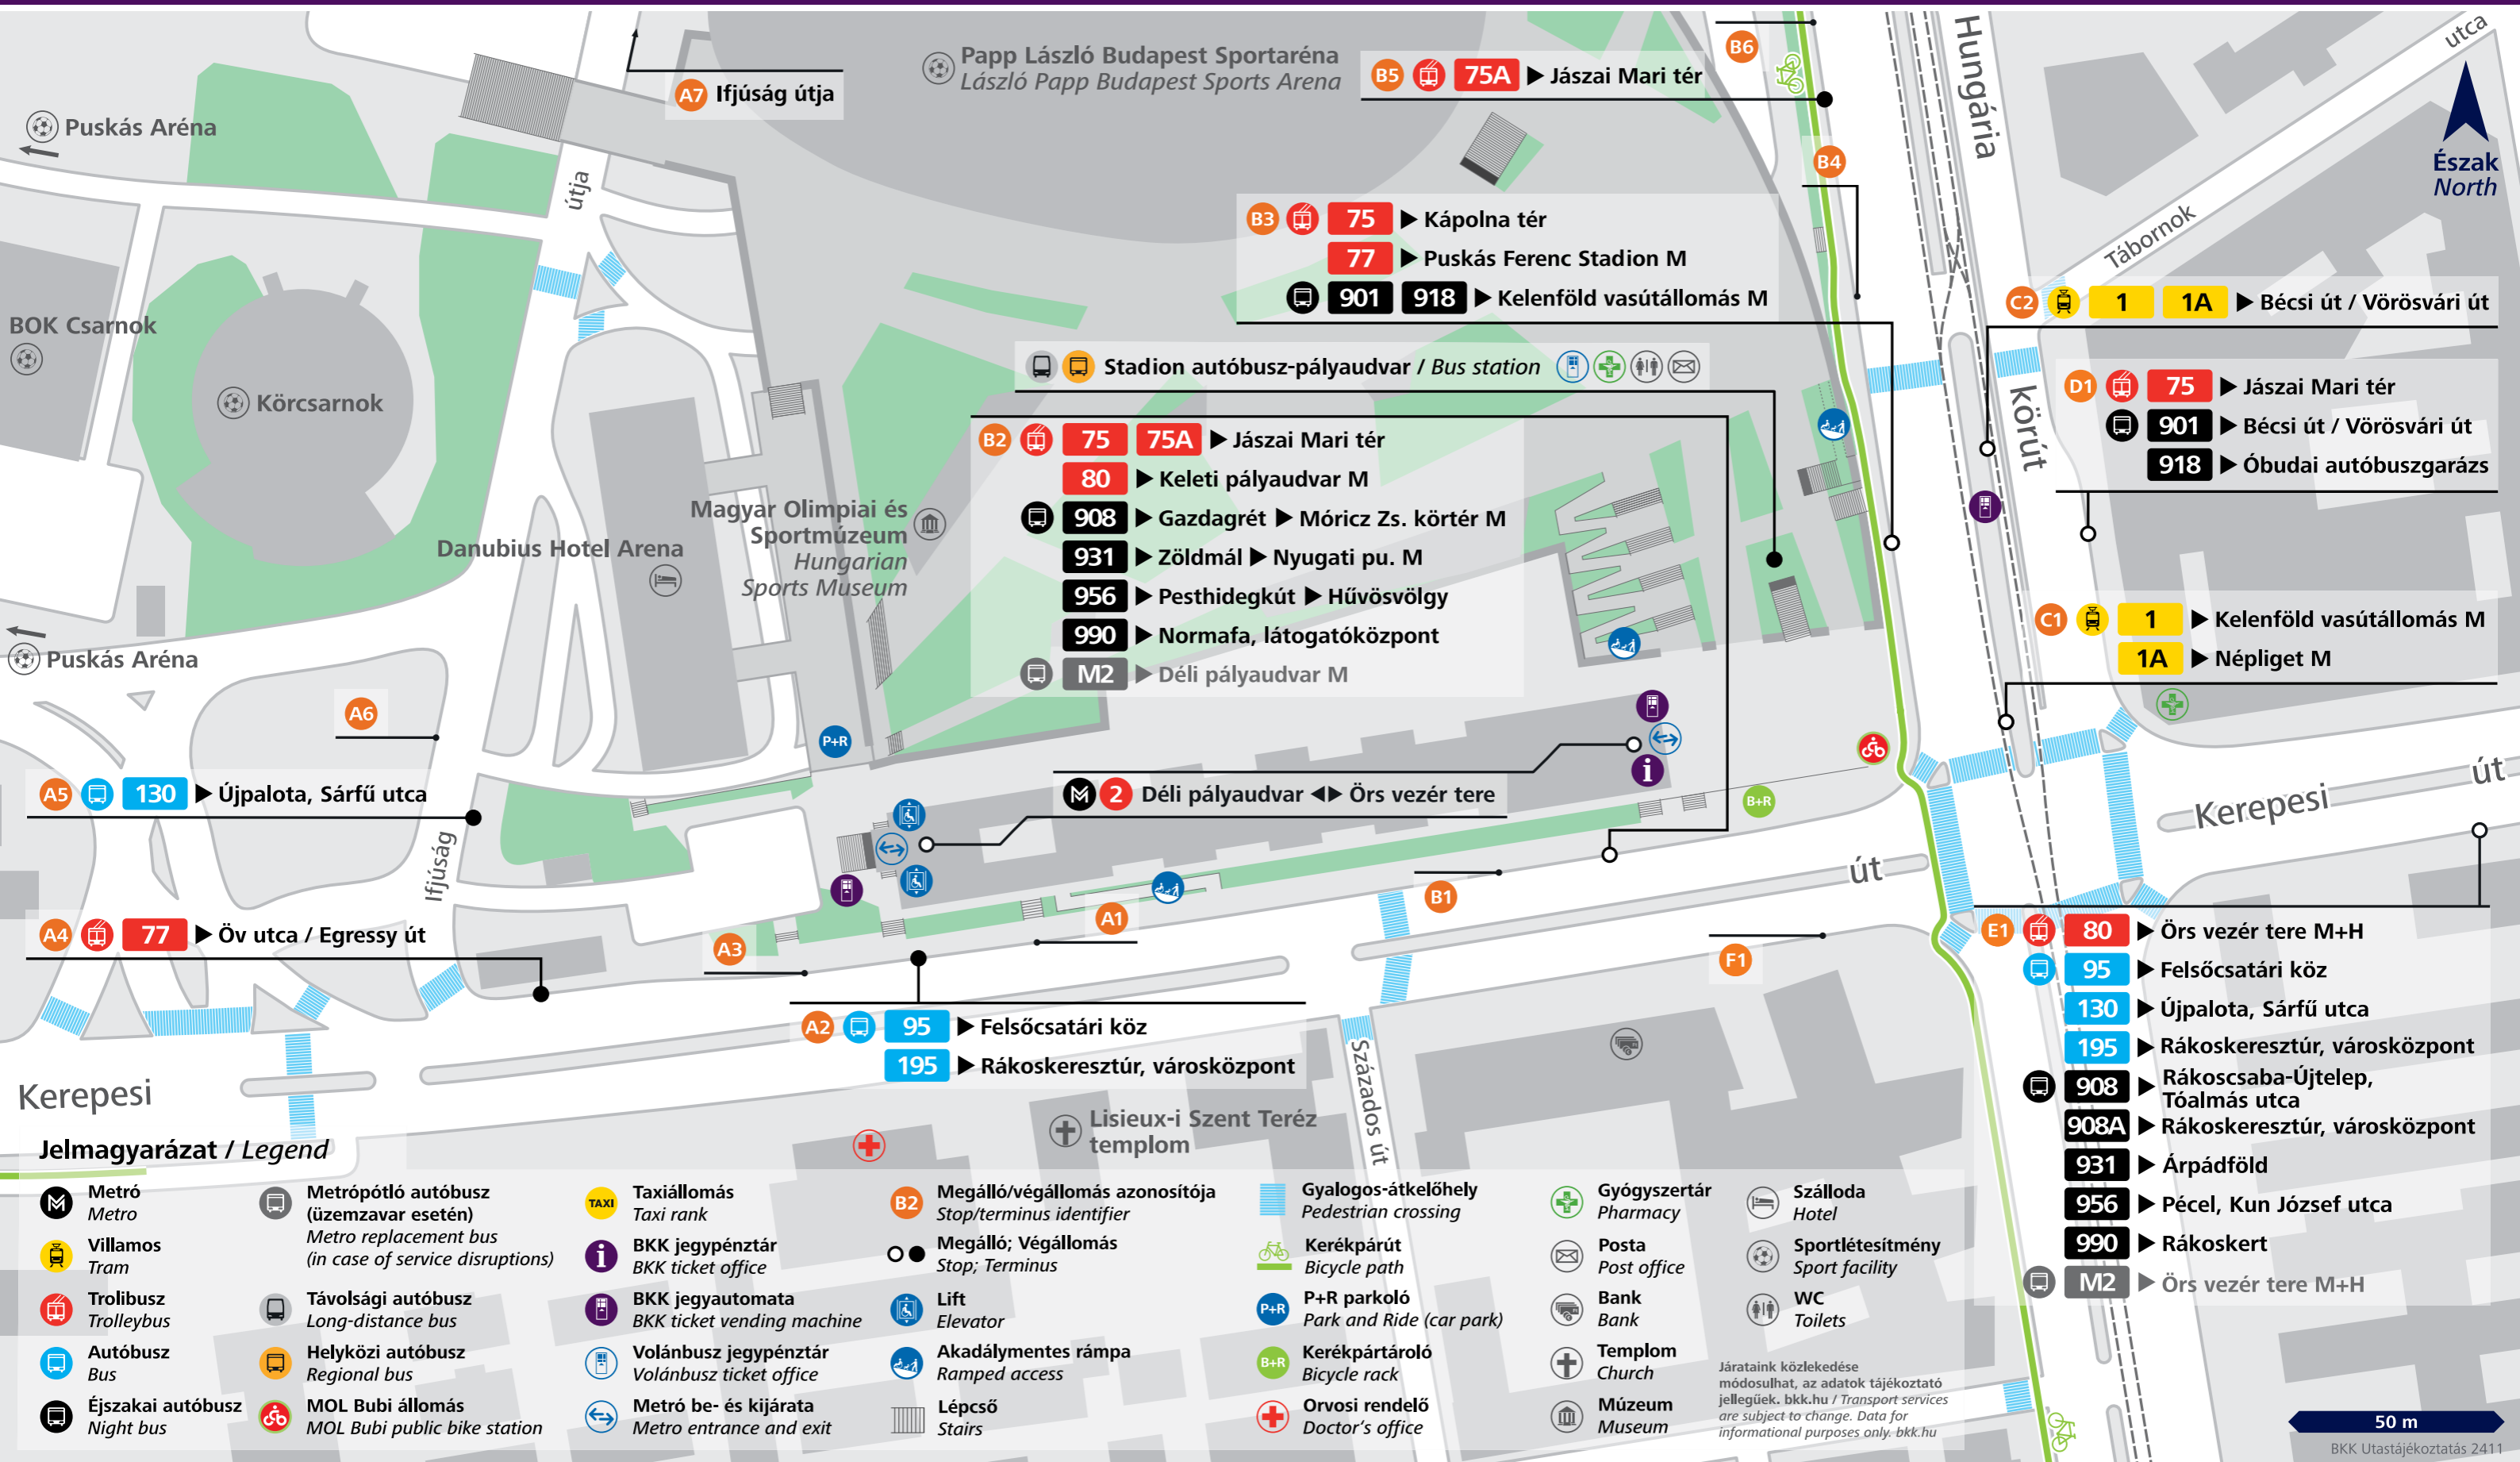 Papp László Budapest Sportaréna
László Papp Budapest Sports Arena
A7 Ifjúság útja
B5 75A ▶ Jászai Mari tér
B6
Hungária
utca
Észak
North
Puskás Aréna
B4
útja
Tábornok
B3 75 ▶ Kápolna tér
77 ▶ Puskás Ferenc Stadion M
901 918 ▶ Kelenföld vasútállomás M
C2 1 1A ▶ Bécsi út / Vörösvári út
BOK Csarnok
Stadion autóbusz-pályaudvar / Bus station
körút
D1 75 ▶ Jászai Mari tér
901 ▶ Bécsi út / Vörösvári út
918 ▶ Óbudai autóbuszgarázs
Körcsarnok
B2 75 75A ▶ Jászai Mari tér
80 ▶ Keleti pályaudvar M
908 ▶ Gazdagrét ▶ Móricz Zs. körtér M
931 ▶ Zöldmál ▶ Nyugati pu. M
956 ▶ Pesthidegkút ▶ Hűvösvölgy
990 ▶ Normafa, látogatóközpont
M2 ▶ Déli pályaudvar M
Magyar Olimpiai és
Sportmúzeum
Hungarian
Sports Museum
Danubius Hotel Arena
C1 1 ▶ Kelenföld vasútállomás M
1A ▶ Népliget M
Puskás Aréna
A6
P+R
i
A5 130 ▶ Újpalota, Sárfű utca
M 2 Déli pályaudvar ◀▶ Örs vezér tere
B+R
Kerepesi út
Ifjúság
út
B1
A1
A4 77 ▶ Öv utca / Egressy út
A3
F1
E1 80 ▶ Örs vezér tere M+H
95 ▶ Felsőcsatári köz
130 ▶ Újpalota, Sárfű utca
195 ▶ Rákoskeresztúr, városközpont
908 ▶ Rákoscsaba-Újtelep,
Tóalmás utca
908A ▶ Rákoskeresztúr, városközpont
931 ▶ Árpádföld
956 ▶ Pécel, Kun József utca
990 ▶ Rákoskert
M2 ▶ Örs vezér tere M+H
A2 95 ▶ Felsőcsatári köz
195 ▶ Rákoskeresztúr, városközpont
Százados út
Kerepesi
Lisieux-i Szent Teréz
templom
Jelmagyarázat / Legend
M Metró
Metro
Villamos
Tram
Trolibusz
Trolleybus
Autóbusz
Bus
Éjszakai autóbusz
Night bus
Metrópótló autóbusz
(üzemzavar esetén)
Metro replacement bus
(in case of service disruptions)
Távolsági autóbusz
Long-distance bus
Helyközi autóbusz
Regional bus
MOL Bubi állomás
MOL Bubi public bike station
TAXI Taxiállomás
Taxi rank
i BKK jegypénztár
BKK ticket office
BKK jegyautomata
BKK ticket vending machine
Volánbusz jegypénztár
Volánbusz ticket office
Metró be- és kijárata
Metro entrance and exit
B2 Megálló/végállomás azonosítója
Stop/terminus identifier
Megálló; Végállomás
Stop; Terminus
Lift
Elevator
Akadálymentes rámpa
Ramped access
Lépcső
Stairs
Gyalogos-átkelőhely
Pedestrian crossing
Kerékpárút
Bicycle path
P+R P+R parkoló
Park and Ride (car park)
B+R Kerékpártároló
Bicycle rack
Orvosi rendelő
Doctor's office
Gyógyszertár
Pharmacy
Posta
Post office
Bank
Bank
Templom
Church
Múzeum
Museum
Szálloda
Hotel
Sportlétesítmény
Sport facility
WC
Toilets
Járataink közlekedése
módosulhat, az adatok tájékoztató
jellegűek. bkk.hu / Transport services
are subject to change. Data for
informational purposes only. bkk.hu
50 m
BKK Utastájékoztatás 2411